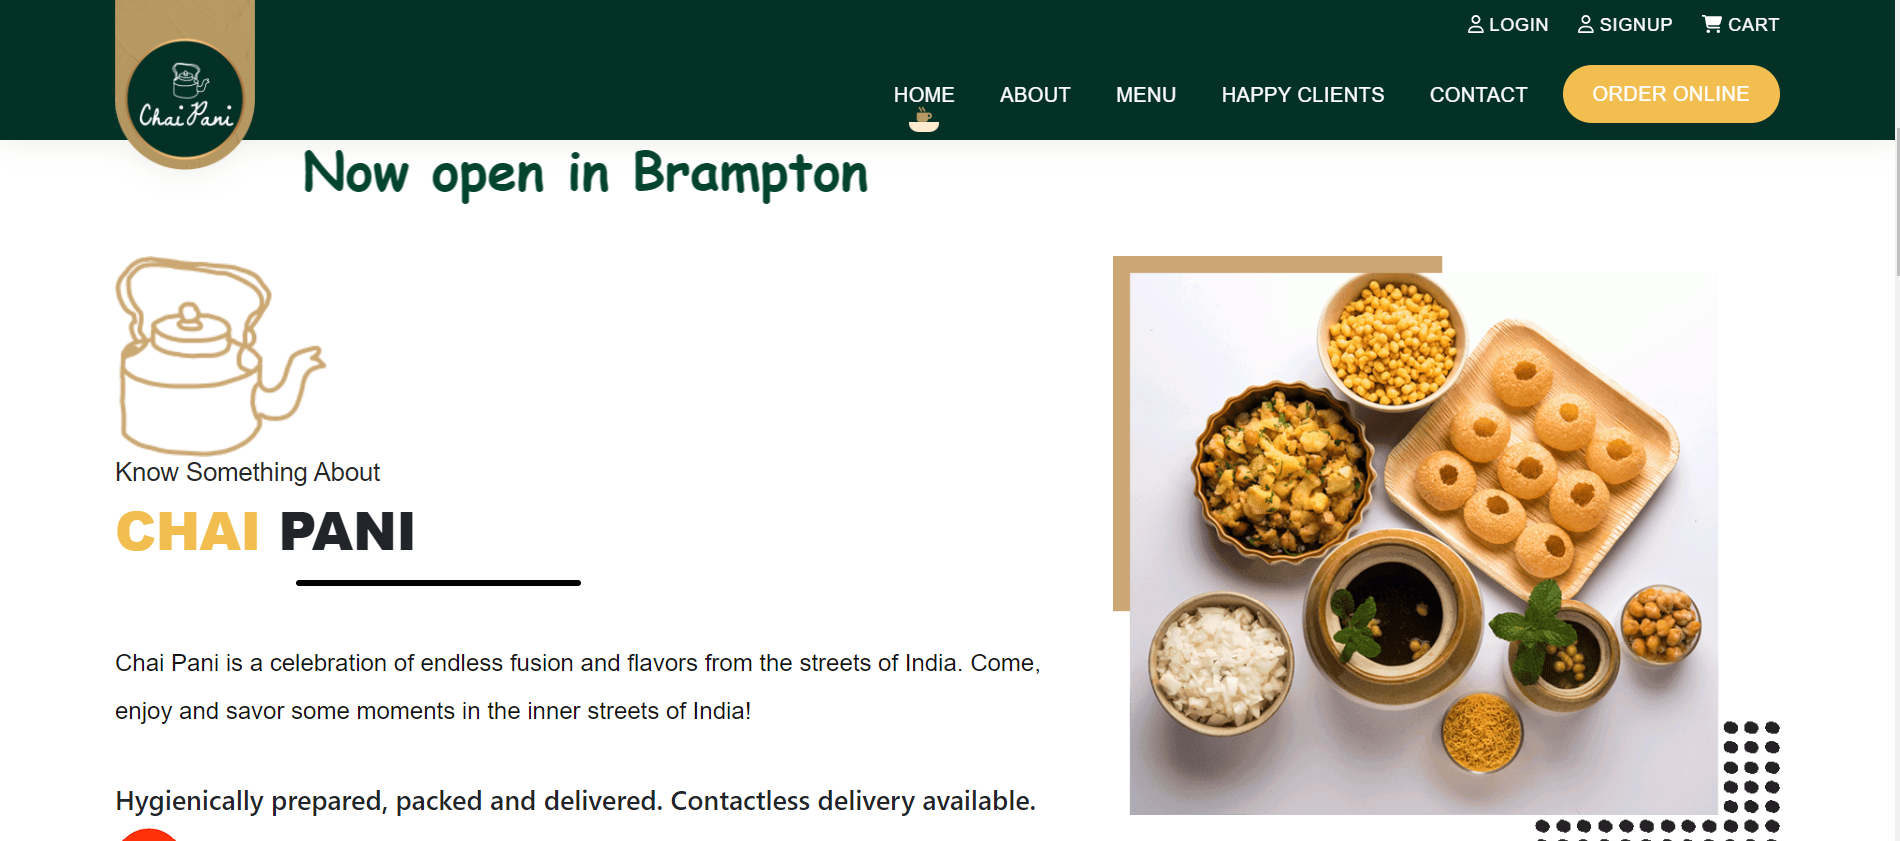 LOGIN SIGNUP CART
Chai Pani
HOME ABOUT MENU HAPPY CLIENTS CONTACT ORDER ONLINE
Now open in Brampton
Know Something About
CHAI PANI
Chai Pani is a celebration of endless fusion and flavors from the streets of India. Come,
enjoy and savor some moments in the inner streets of India!
Hygienically prepared, packed and delivered. Contactless delivery available.